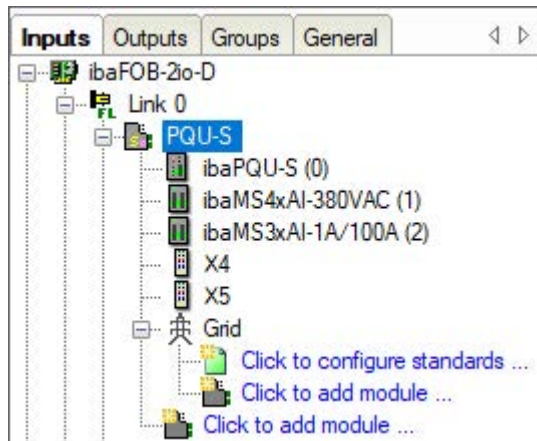 Inputs Outputs Groups General
ibaFOB-2io-D
Link 0
FL
PQU-S
ibaPQU-S (0)
ibaMS4xAI-380VAC (1)
ibaMS3xAI-1A/100A (2)
X4
X5
Grid
Click to configure standards ...
Click to add module ...
Click to add module ...